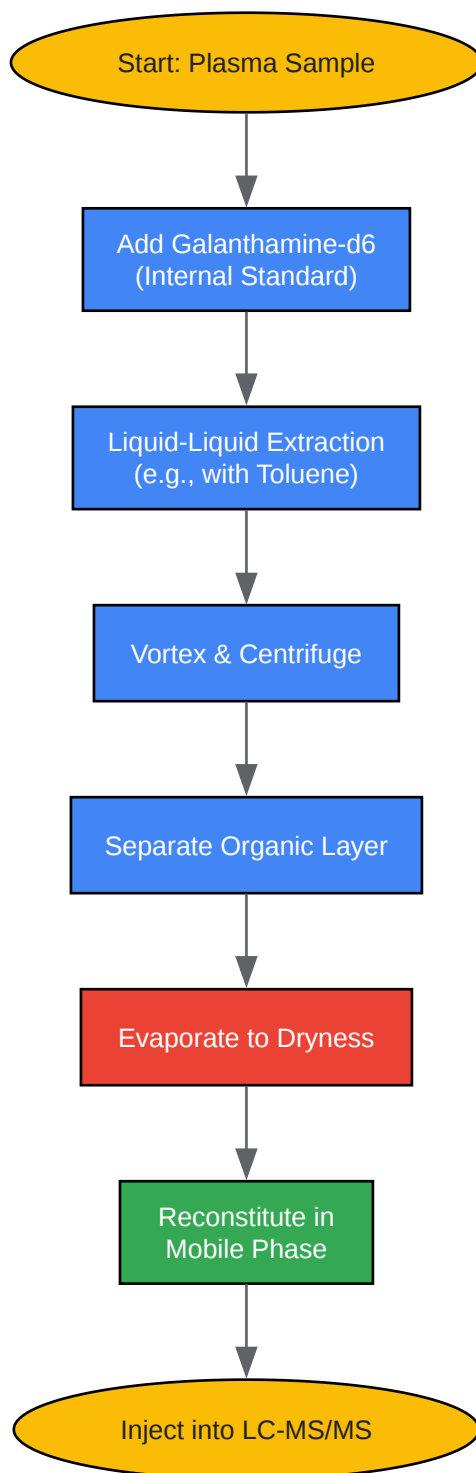 Start: Plasma Sample
Add Galanthamine-d6
(Internal Standard)
Liquid-Liquid Extraction
(e.g., with Toluene)
Vortex & Centrifuge
Separate Organic Layer
Evaporate to Dryness
Reconstitute in
Mobile Phase
Inject into LC-MS/MS